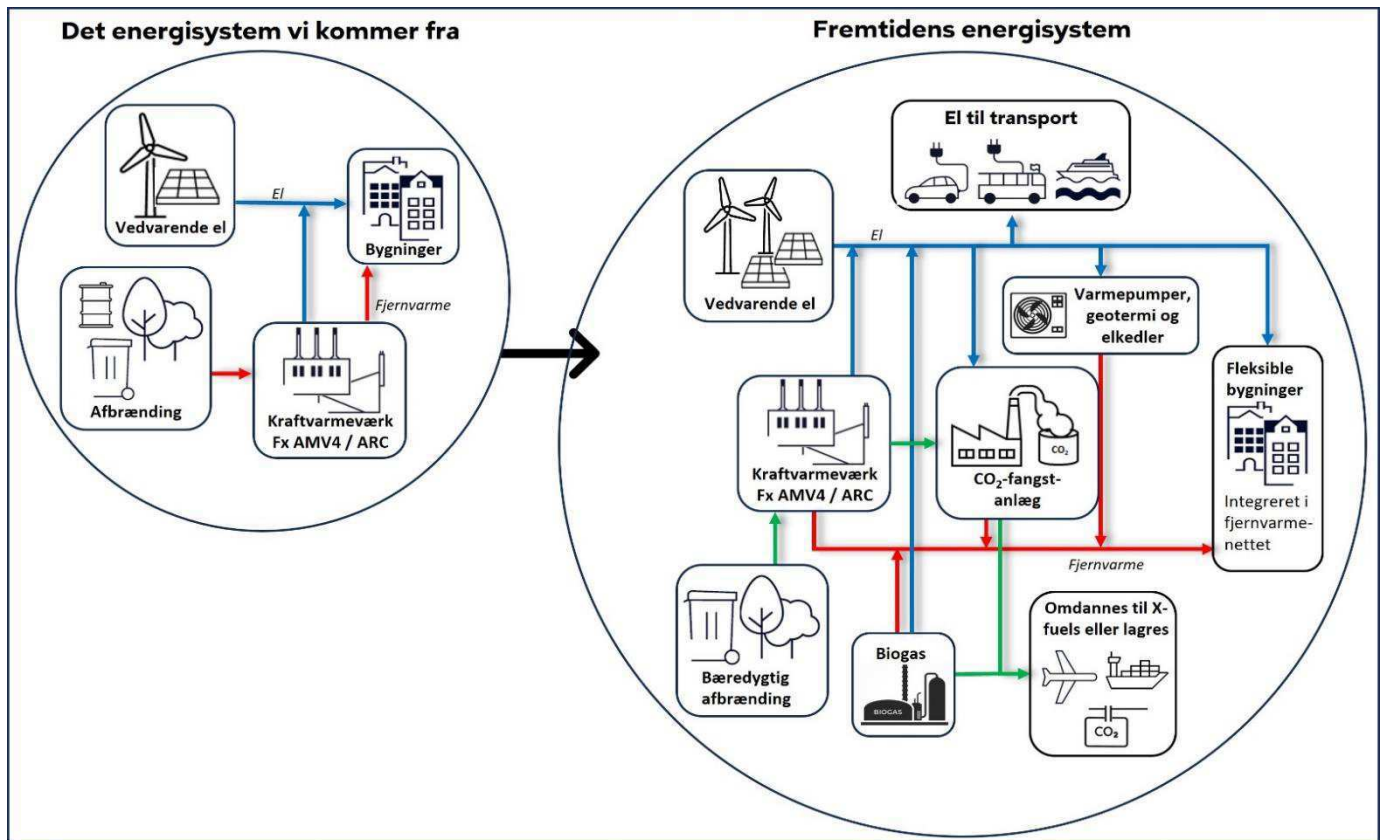 Det energisystem vi kommer fra
Vedvarende el
El
Bygninger
Fjernvarme
Afbrænding
Kraftvarmeværk
Fx AMV4 / ARC
Fremtidens energisystem
El til transport
El
Vedvarende el
Varmepumper,
geotermi og
elkedler
Fleksible
bygninger
Integreret i
fjernvarme-
nettet
Kraftvarmeværk
Fx AMV4 / ARC
CO₂
CO₂-fangst-
anlæg
Fjernvarme
Bæredygtig
afbrænding
Biogas
BIOGAS
Omdannes til X-
fuels eller lagres
CO₂